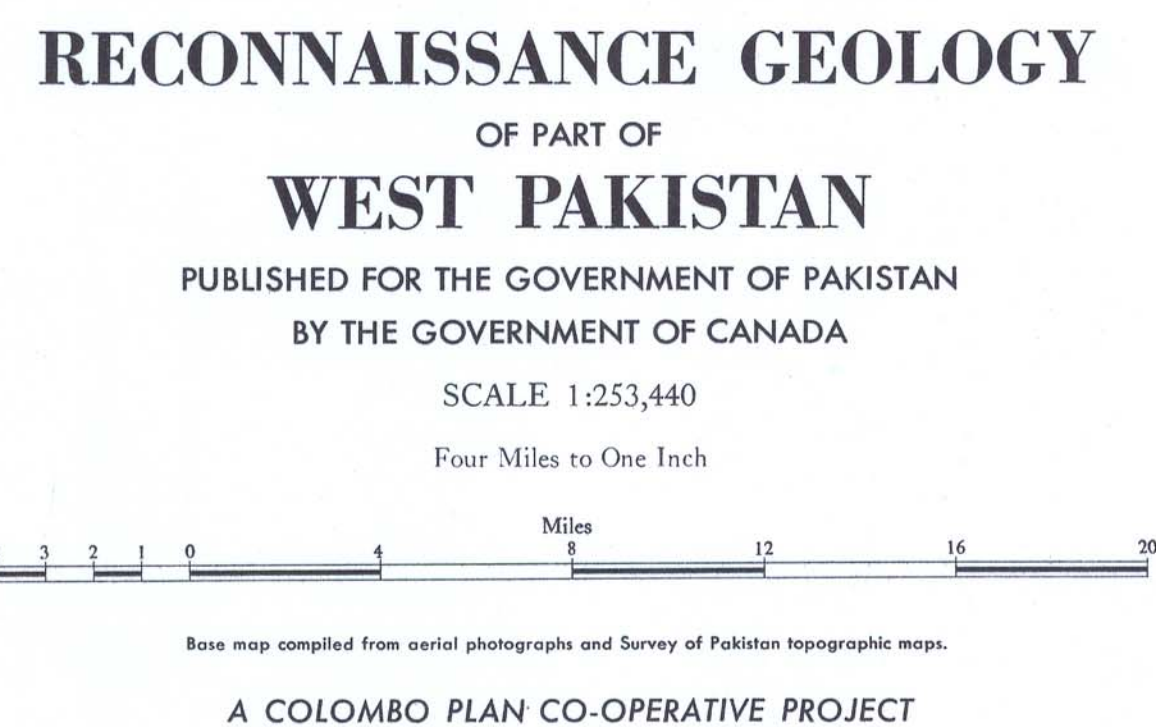 RECONNAISSANCE GEOLOGY
OF PART OF
WEST PAKISTAN
PUBLISHED FOR THE GOVERNMENT OF PAKISTAN
BY THE GOVERNMENT OF CANADA
SCALE 1:253,440
Four Miles to One Inch
Miles
3 2 1 0 4 8 12 16 20
Base map compiled from aerial photographs and Survey of Pakistan topographic maps.
A COLOMBO PLAN CO-OPERATIVE PROJECT